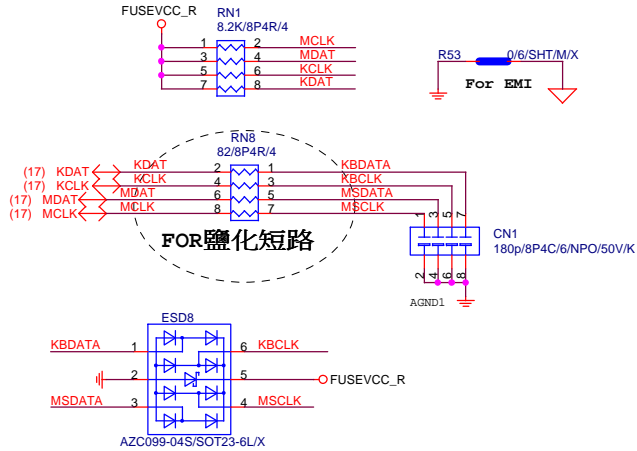 FUSEVCC_R
RN1
8.2K/8P4R/4
1 2 MCLK
3 4 MDAT
5 6 KCLK
7 8 KDAT
R53 0/6/SHT/M/X
For EMI
RN8
82/8P4R/4
(17) KDAT KDAT 2 1 KBDATA
(17) KCLK KCLK 4 3 KBCLK
(17) MDAT MDAT 6 5 MSDATA
(17) MCLK MCLK 8 7 MSCLK
FOR鹽化短路
1 3 5 7
CN1
180p/8P4C/6/NPO/50V/K
2 4 6 8
AGND1
ESD8
KBDATA 1 6 KBCLK
2 5 FUSEVCC_R
MSDATA 3 4 MSCLK
AZC099-04S/SOT23-6L/X